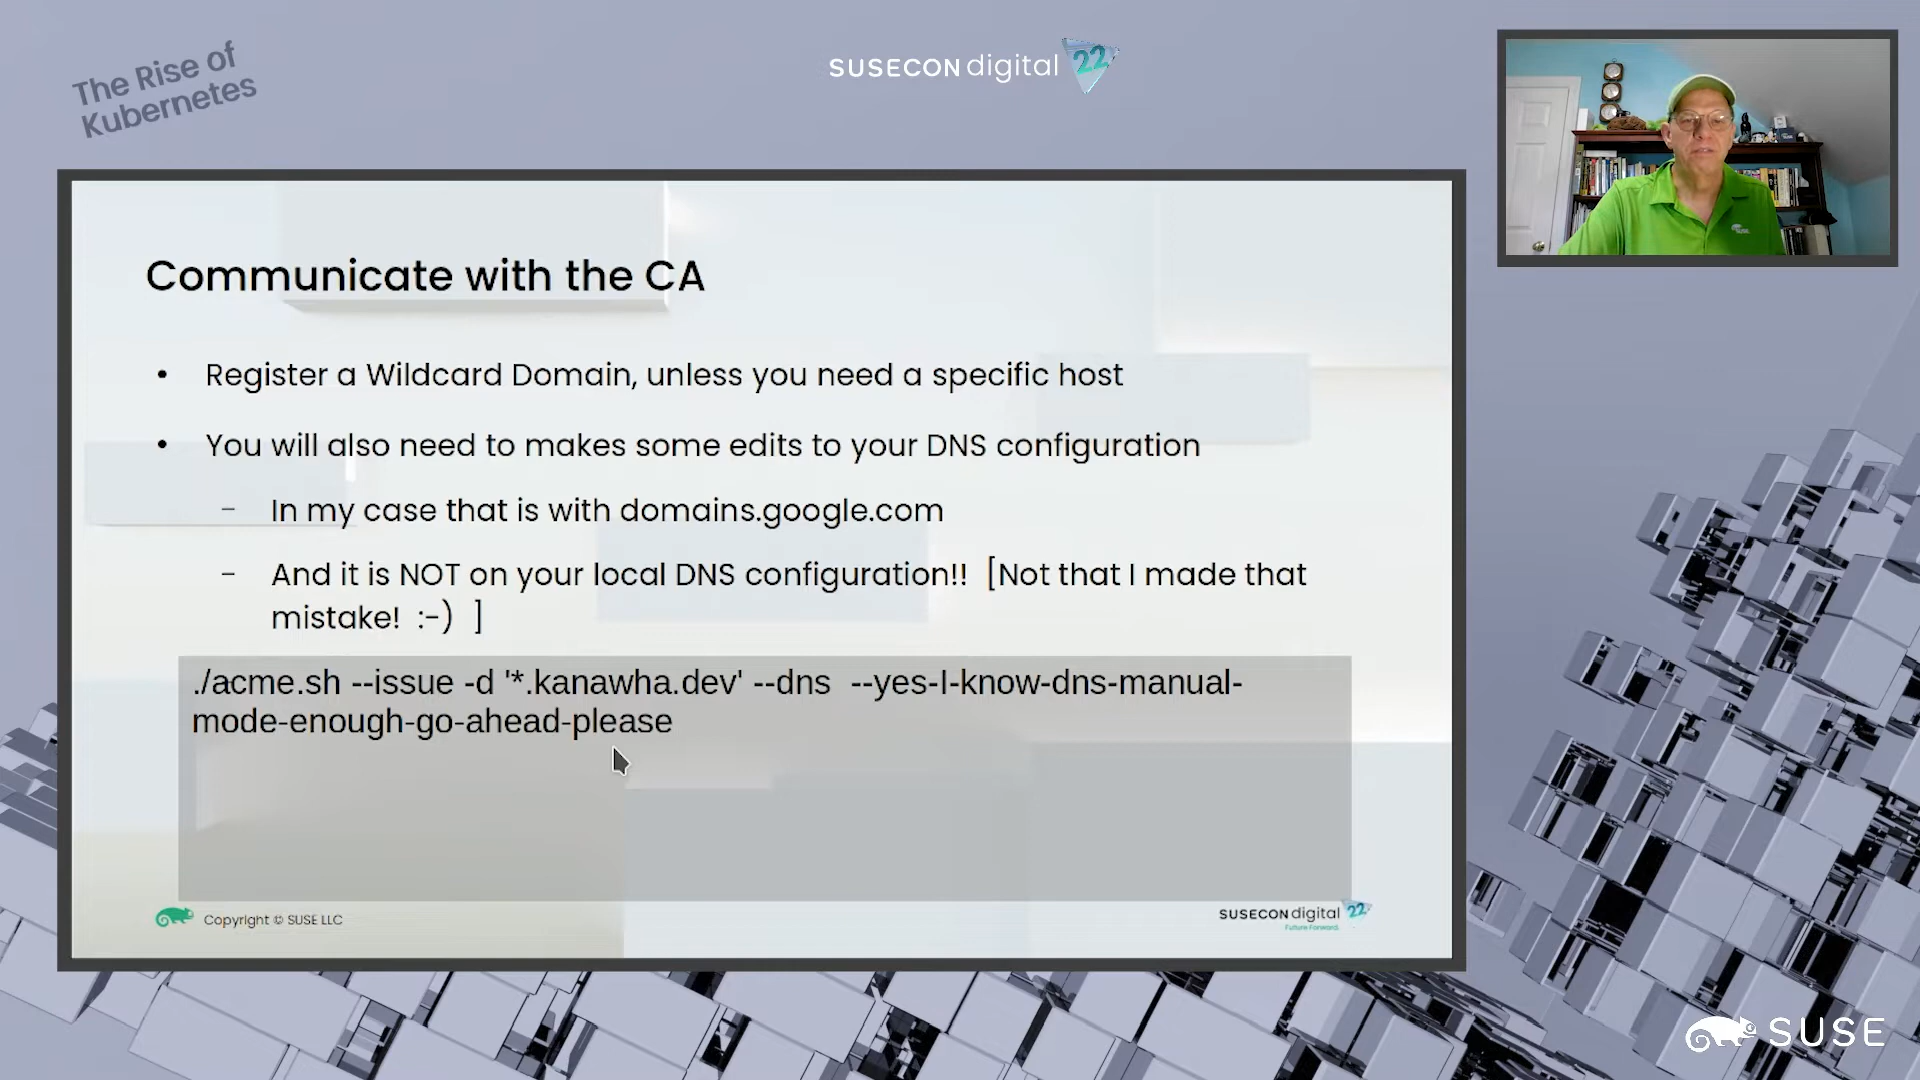 The Rise of
Kubernetes
SUSECON digital 22
Communicate with the CA
• Register a Wildcard Domain, unless you need a specific host
• You will also need to makes some edits to your DNS configuration
– In my case that is with domains.google.com
– And it is NOT on your local DNS configuration!! [Not that I made that
mistake! :-) ]
./acme.sh --issue -d '*.kanawha.dev' --dns --yes-I-know-dns-manual-
mode-enough-go-ahead-please
Copyright © SUSE LLC
SUSECON digital 22
Future Forward.
SUSE
SUSE